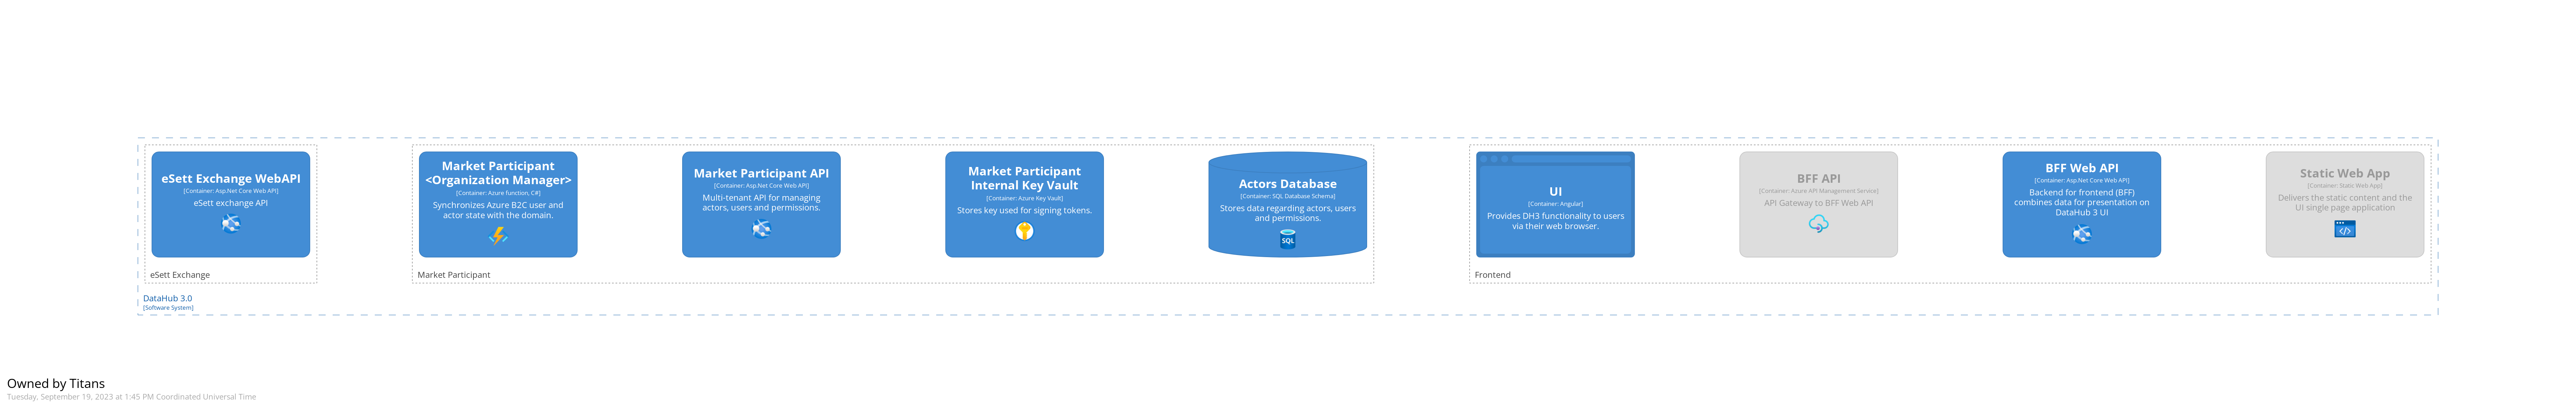 eSett Exchange WebAPI
[Container: Asp.Net Core Web API]
eSett exchange API
eSett Exchange
Market Participant
<Organization Manager>
[Container: Azure function, C#]
Synchronizes Azure B2C user and
actor state with the domain.
Market Participant API
[Container: Asp.Net Core Web API]
Multi-tenant API for managing
actors, users and permissions.
Market Participant
Internal Key Vault
[Container: Azure Key Vault]
Stores key used for signing tokens.
Actors Database
[Container: SQL Database Schema]
Stores data regarding actors, users
and permissions.
SQL
Market Participant
UI
[Container: Angular]
Provides DH3 functionality to users
via their web browser.
BFF API
[Container: Azure API Management Service]
API Gateway to BFF Web API
BFF Web API
[Container: Asp.Net Core Web API]
Backend for frontend (BFF)
combines data for presentation on
DataHub 3 UI
Static Web App
[Container: Static Web App]
Delivers the static content and the
UI single page application
Frontend
DataHub 3.0
[Software System]
Owned by Titans
Tuesday, September 19, 2023 at 1:45 PM Coordinated Universal Time